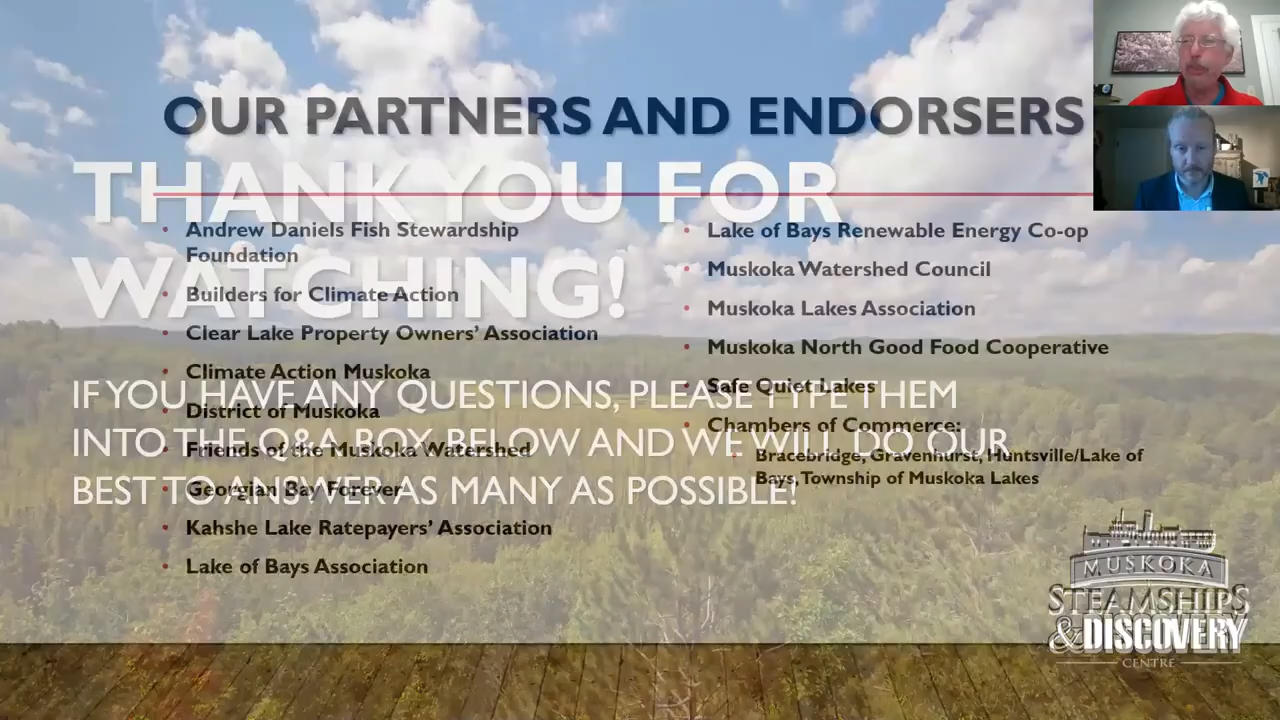 OUR PARTNERS AND ENDORSERS
THANK YOU FOR
WATCHING!
• Andrew Daniels Fish Stewardship
Foundation
• Builders for Climate Action
• Clear Lake Property Owners' Association
• Climate Action Muskoka
• District of Muskoka
• Friends of the Muskoka Watershed
• Georgian Bay Forever
• Kahshe Lake Ratepayers' Association
• Lake of Bays Association
• Lake of Bays Renewable Energy Co-op
• Muskoka Watershed Council
• Muskoka Lakes Association
• Muskoka North Good Food Cooperative
• Safe Quiet Lakes
• Chambers of Commerce:
• Bracebridge, Gravenhurst, Huntsville/Lake of
Bays, Township of Muskoka Lakes
IF YOU HAVE ANY QUESTIONS, PLEASE TYPE THEM
INTO THE Q&A BOX BELOW AND WE WILL DO OUR
BEST TO ANSWER AS MANY AS POSSIBLE!
MUSKOKA
STEAMSHIPS
& DISCOVERY
CENTRE